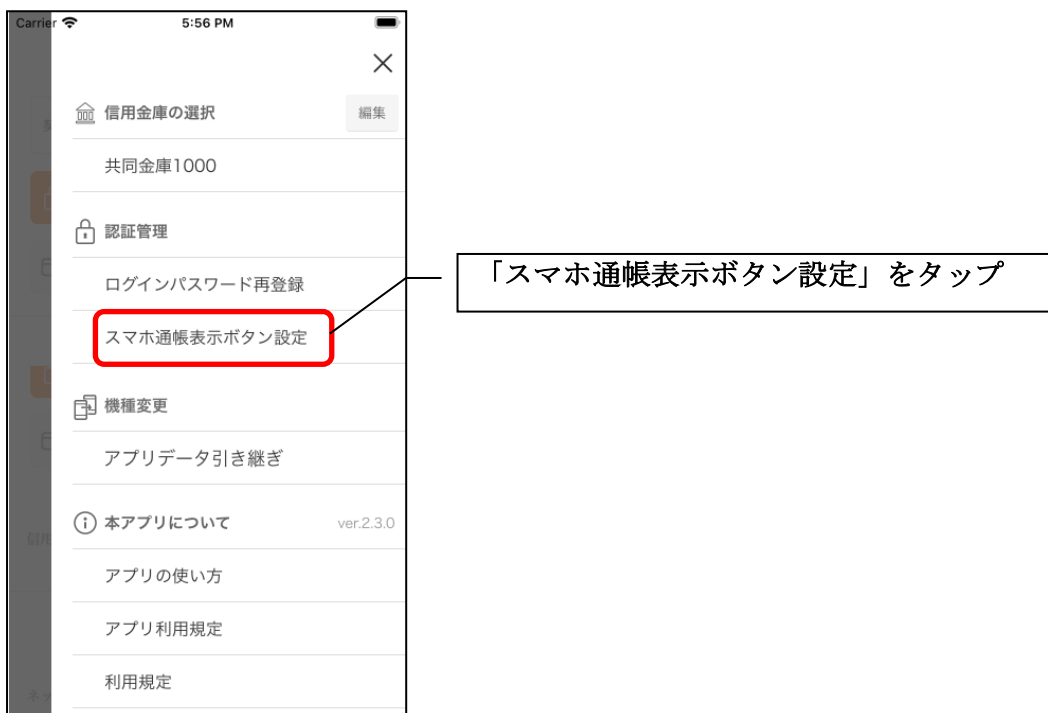 Carrier 5:56 PM
信用金庫の選択 編集
共同金庫1000
認証管理
ログインパスワード再登録
スマホ通帳表示ボタン設定
「スマホ通帳表示ボタン設定」をタップ
機種変更
アプリデータ引き継ぎ
本アプリについて ver.2.3.0
アプリの使い方
アプリ利用規定
利用規定